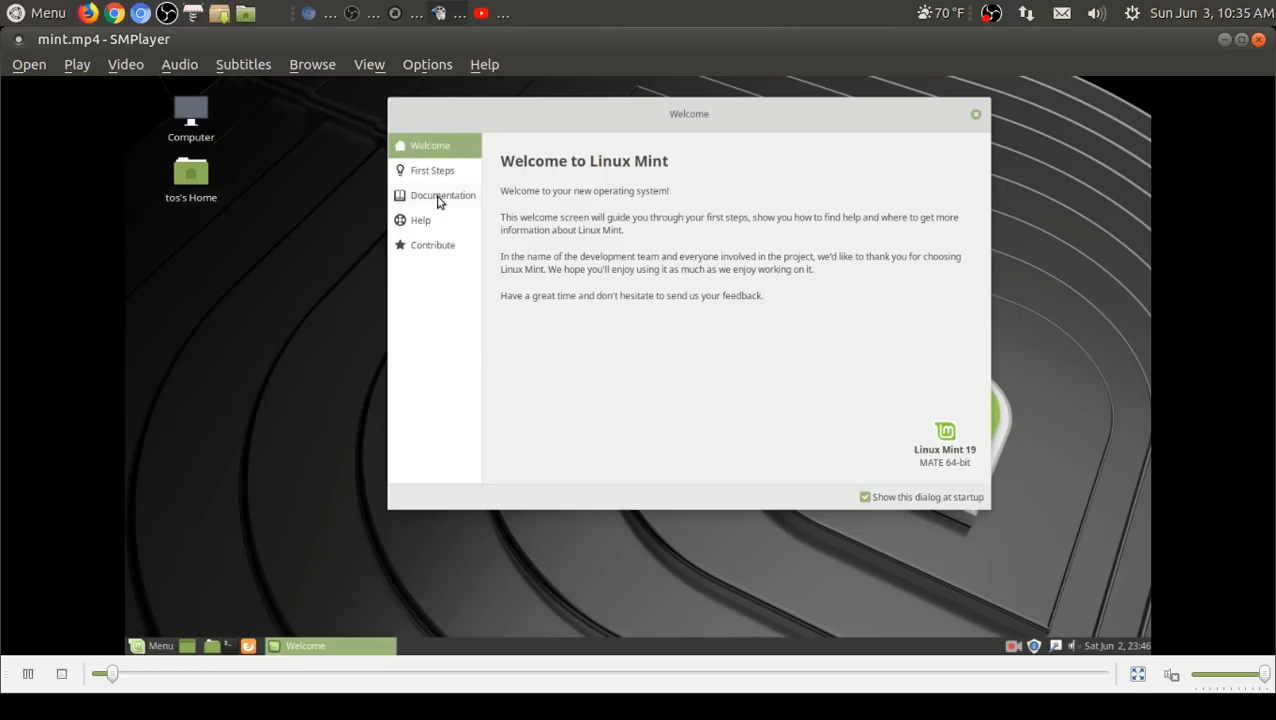 Menu ... ... ... ... ... 70 °F Sun Jun 3, 10:35 AM
mint.mp4 - SMPlayer
Open Play Video Audio Subtitles Browse View Options Help
Computer
tos's Home
Welcome
Welcome
First Steps
Documentation
Help
Contribute
Welcome to Linux Mint
Welcome to your new operating system!
This welcome screen will guide you through your first steps, show you how to find help and where to get more
information about Linux Mint.
In the name of the development team and everyone involved in the project, we'd like to thank you for choosing
Linux Mint. We hope you'll enjoy using it as much as we enjoy working on it.
Have a great time and don't hesitate to send us your feedback.
Linux Mint 19
MATE 64-bit
Show this dialog at startup
Menu Welcome Sat Jun 2, 23:46